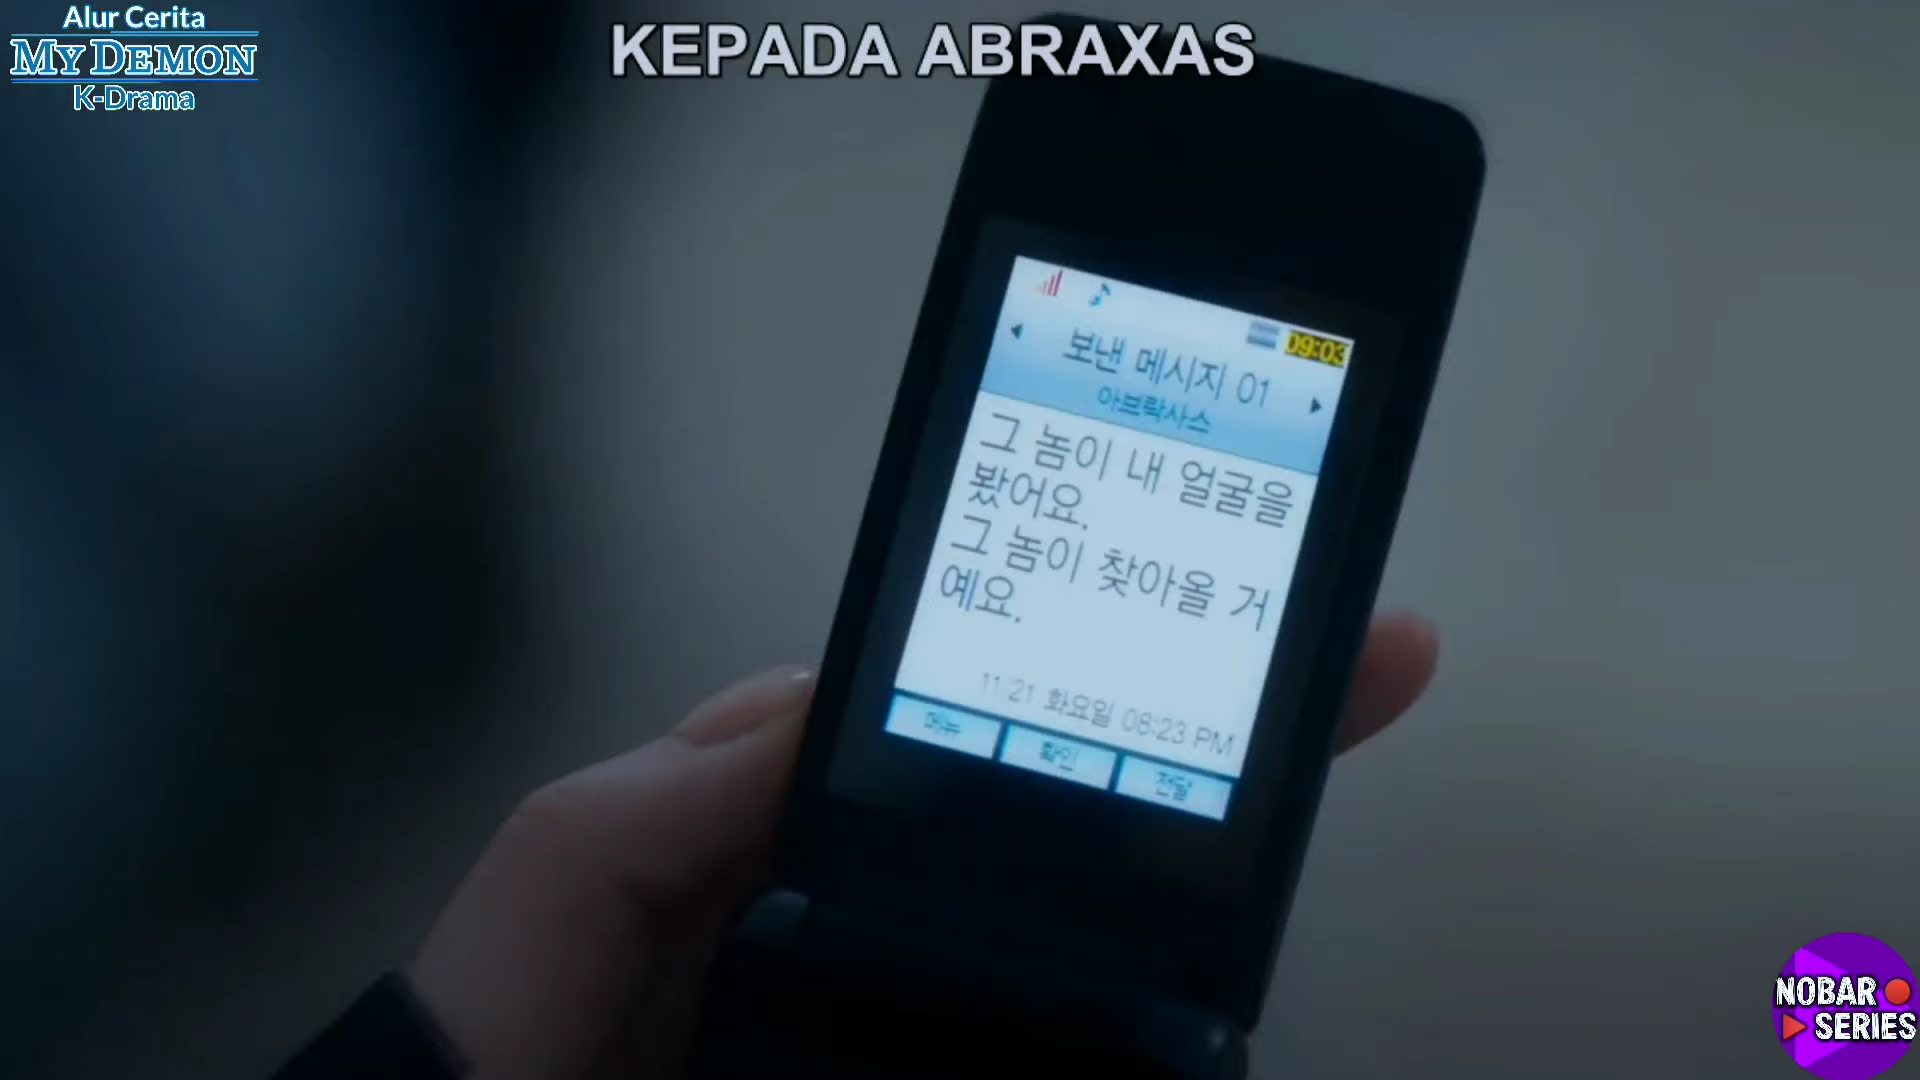 Alur Cerita
MY DEMON
K-Drama
KEPADA ABRAXAS
09:03
보낸 메시지 01
아브락사스
그 놈이 내 얼굴을
봤어요.
그 놈이 찾아올 거
예요.
11 21 화요일 08:23 PM
메뉴
확인
전달
NOBAR
SERIES